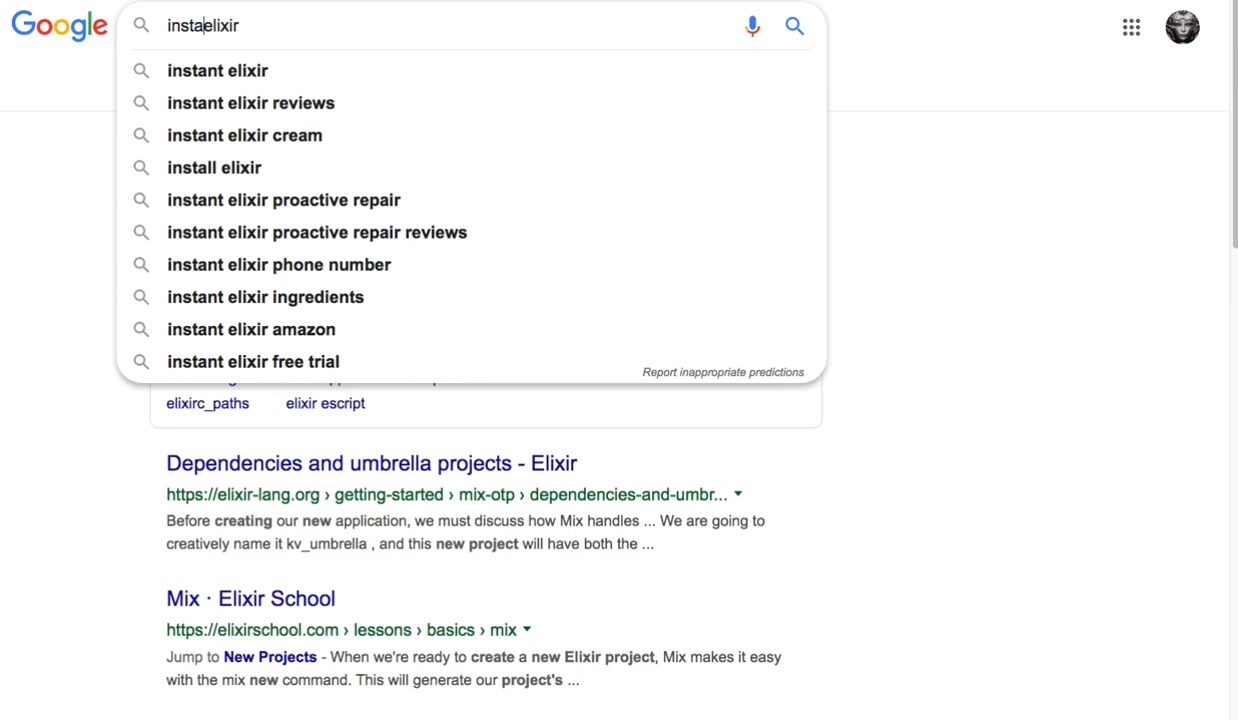 Google
instaelixir
instant elixir
instant elixir reviews
instant elixir cream
install elixir
instant elixir proactive repair
instant elixir proactive repair reviews
instant elixir phone number
instant elixir ingredients
instant elixir amazon
instant elixir free trial
Report inappropriate predictions
elixirc_paths elixir escript
Dependencies and umbrella projects - Elixir
https://elixir-lang.org › getting-started › mix-otp › dependencies-and-umbr...
Before creating our new application, we must discuss how Mix handles ... We are going to
creatively name it kv_umbrella , and this new project will have both the ...
Mix · Elixir School
https://elixirschool.com › lessons › basics › mix
Jump to New Projects - When we're ready to create a new Elixir project, Mix makes it easy
with the mix new command. This will generate our project's ...